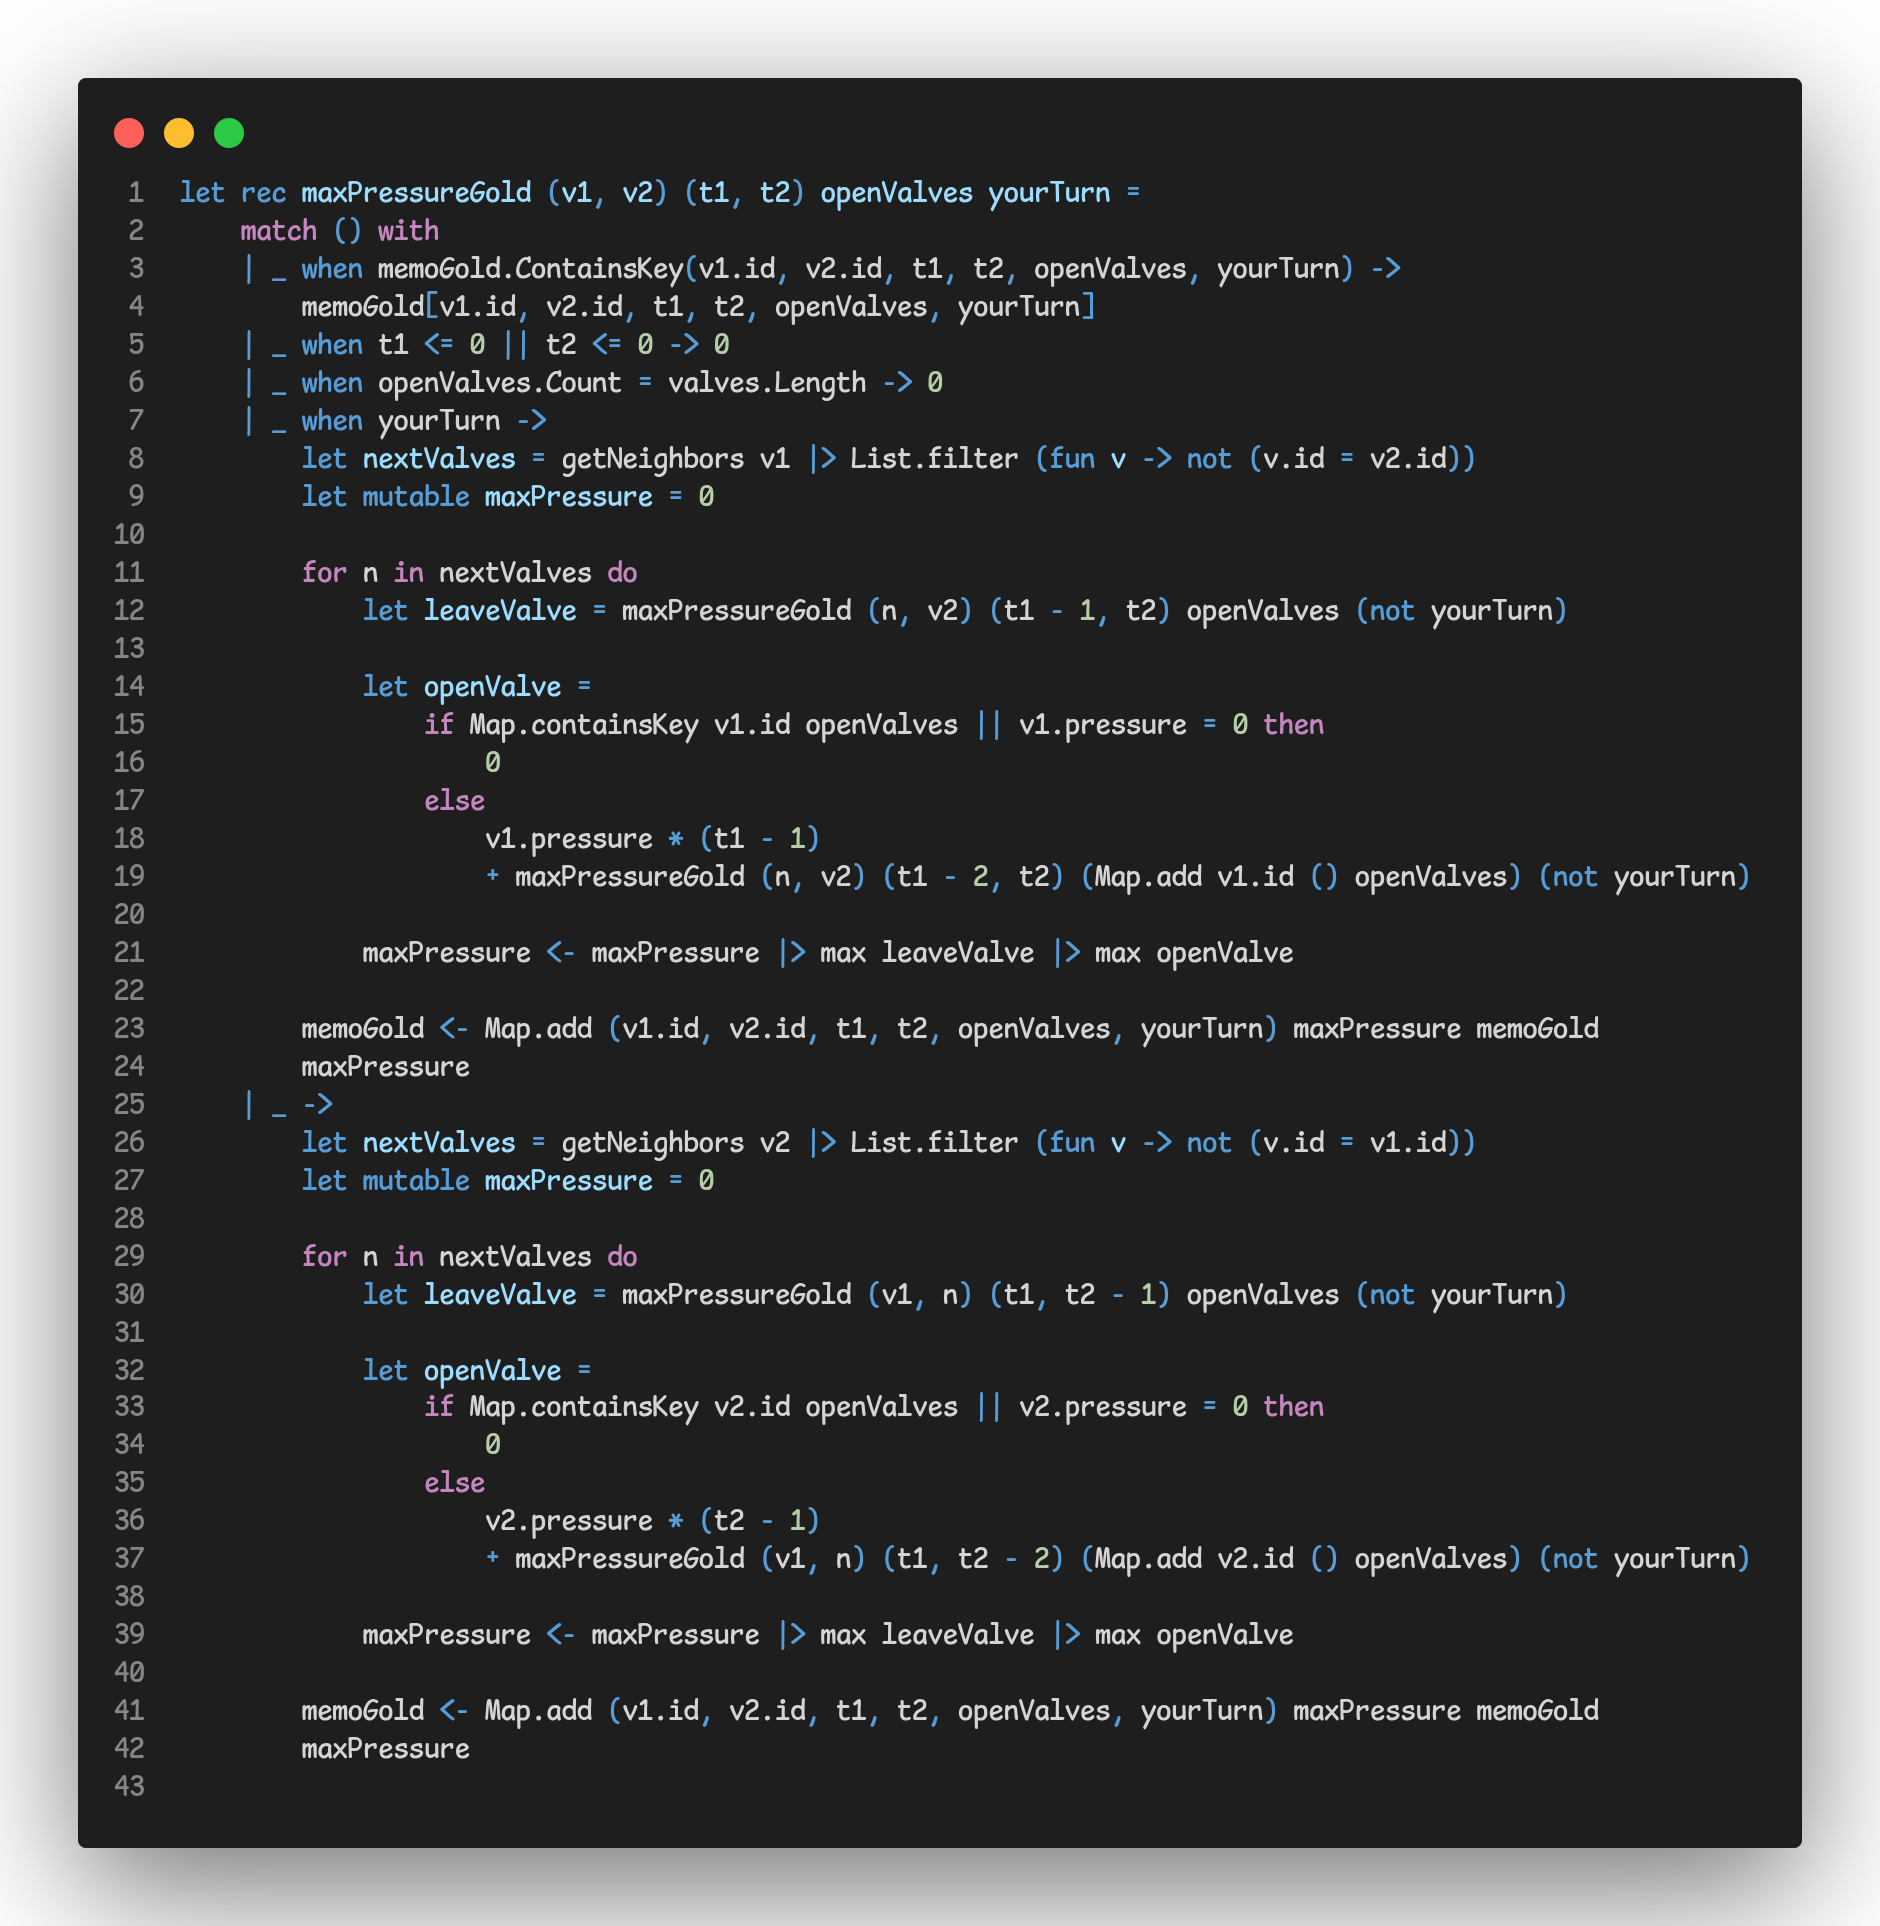 1 let rec maxPressureGold (v1, v2) (t1, t2) openValves yourTurn =
2     match () with
3     | _ when memoGold.ContainsKey(v1.id, v2.id, t1, t2, openValves, yourTurn) ->
4         memoGold[v1.id, v2.id, t1, t2, openValves, yourTurn]
5     | _ when t1 <= 0 || t2 <= 0 -> 0
6     | _ when openValves.Count = valves.Length -> 0
7     | _ when yourTurn ->
8         let nextValves = getNeighbors v1 |> List.filter (fun v -> not (v.id = v2.id))
9         let mutable maxPressure = 0
10
11         for n in nextValves do
12             let leaveValve = maxPressureGold (n, v2) (t1 - 1, t2) openValves (not yourTurn)
13
14             let openValve =
15                 if Map.containsKey v1.id openValves || v1.pressure = 0 then
16                     0
17                 else
18                     v1.pressure * (t1 - 1)
19                     + maxPressureGold (n, v2) (t1 - 2, t2) (Map.add v1.id () openValves) (not yourTurn)
20
21             maxPressure <- maxPressure |> max leaveValve |> max openValve
22
23         memoGold <- Map.add (v1.id, v2.id, t1, t2, openValves, yourTurn) maxPressure memoGold
24         maxPressure
25     | _ ->
26         let nextValves = getNeighbors v2 |> List.filter (fun v -> not (v.id = v1.id))
27         let mutable maxPressure = 0
28
29         for n in nextValves do
30             let leaveValve = maxPressureGold (v1, n) (t1, t2 - 1) openValves (not yourTurn)
31
32             let openValve =
33                 if Map.containsKey v2.id openValves || v2.pressure = 0 then
34                     0
35                 else
36                     v2.pressure * (t2 - 1)
37                     + maxPressureGold (v1, n) (t1, t2 - 2) (Map.add v2.id () openValves) (not yourTurn)
38
39             maxPressure <- maxPressure |> max leaveValve |> max openValve
40
41         memoGold <- Map.add (v1.id, v2.id, t1, t2, openValves, yourTurn) maxPressure memoGold
42         maxPressure
43